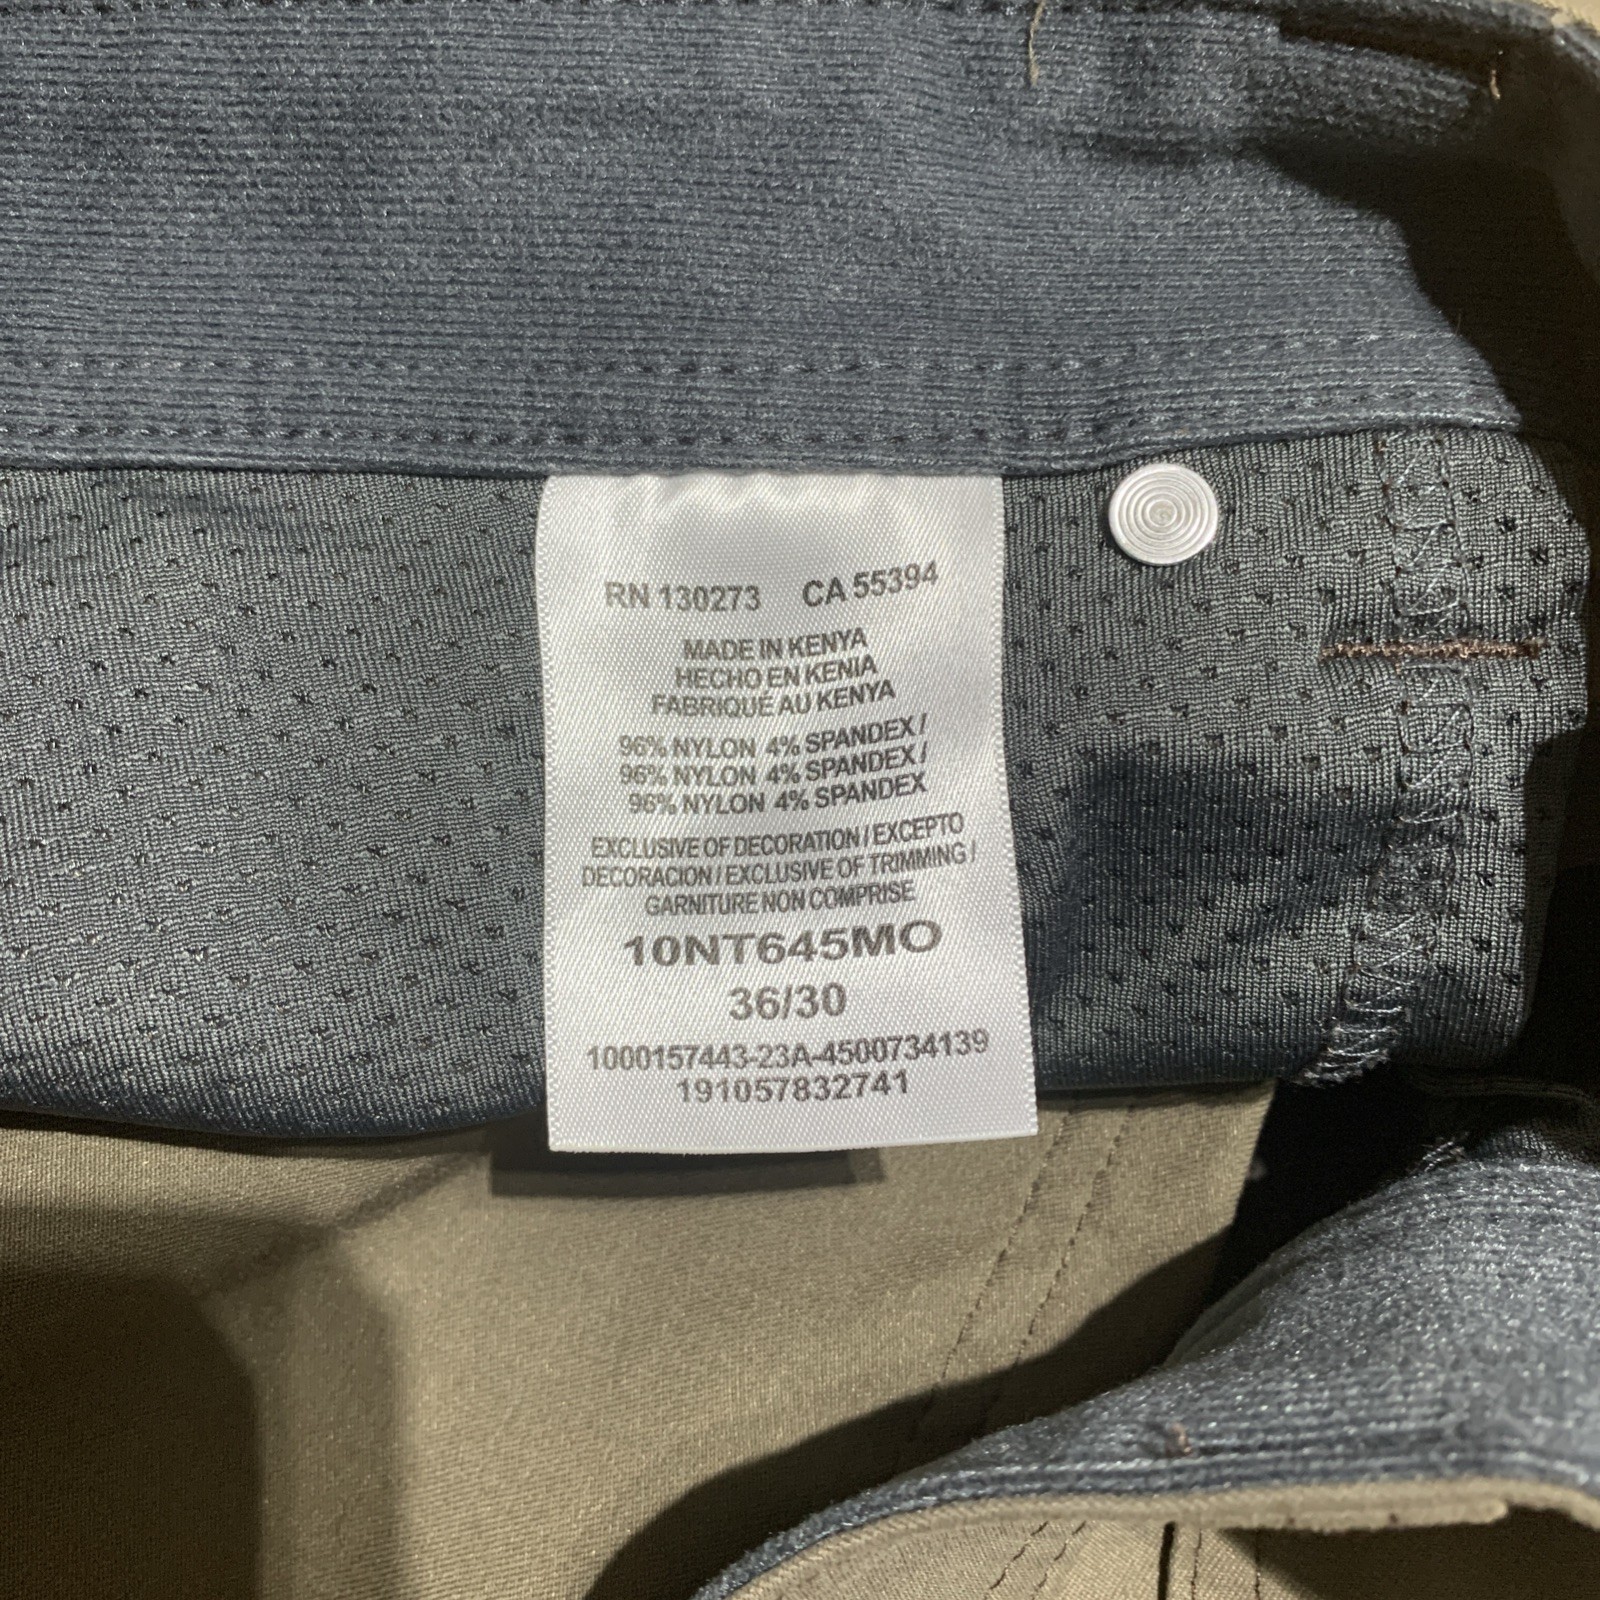 RN 130273 CA 55394
MADE IN KENYA
HECHO EN KENIA
FABRIQUE AU KENYA
96% NYLON 4% SPANDEX /
96% NYLON 4% SPANDEX /
96% NYLON 4% SPANDEX
EXCLUSIVE OF DECORATION / EXCEPTO
DECORACION / EXCLUSIVE OF TRIMMING /
GARNITURE NON COMPRISE
10NT645MO
36/30
1000157443-23A-4500734139
191057832741